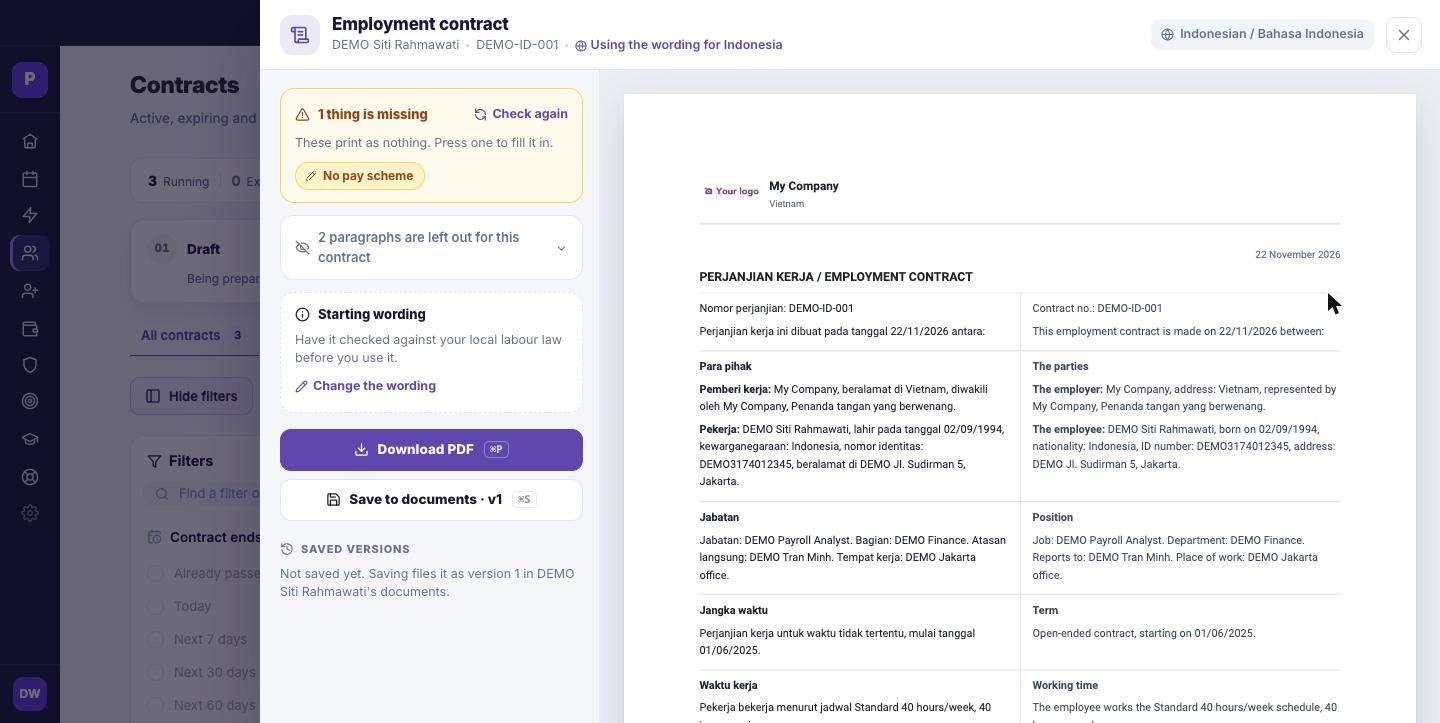 Employment contract
DEMO Siti Rahmawati • DEMO-ID-001 • Using the wording for Indonesia
Indonesian / Bahasa Indonesia
P
Contracts
Active, expiring and
3 Running
0 Ex
01 Draft
Being prepar
All contracts 3
Hide filters
Filters
Find a filter o
Contract ends
Already passe
Today
Next 7 days
Next 30 days
Next 60 days
DW
1 thing is missing
Check again
These print as nothing. Press one to fill it in.
No pay scheme
2 paragraphs are left out for this
contract
Starting wording
Have it checked against your local labour law
before you use it.
Change the wording
Download PDF ⌘P
Save to documents · v1 ⌘S
SAVED VERSIONS
Not saved yet. Saving files it as version 1 in DEMO
Siti Rahmawati's documents.
Your logo
My Company
Vietnam
22 November 2026
PERJANJIAN KERJA / EMPLOYMENT CONTRACT
Nomor perjanjian: DEMO-ID-001
Perjanjian kerja ini dibuat pada tanggal 22/11/2026 antara:
Contract no.: DEMO-ID-001
This employment contract is made on 22/11/2026 between:
Para pihak
Pemberi kerja: My Company, beralamat di Vietnam, diwakili
oleh My Company, Penanda tangan yang berwenang.
Pekerja: DEMO Siti Rahmawati, lahir pada tanggal 02/09/1994,
kewarganegaraan: Indonesia, nomor identitas:
DEMO3174012345, beralamat di DEMO Jl. Sudirman 5,
Jakarta.
The parties
The employer: My Company, address: Vietnam, represented by
My Company, Penanda tangan yang berwenang.
The employee: DEMO Siti Rahmawati, born on 02/09/1994,
nationality: Indonesia, ID number: DEMO3174012345, address:
DEMO Jl. Sudirman 5, Jakarta.
Jabatan
Jabatan: DEMO Payroll Analyst. Bagian: DEMO Finance. Atasan
langsung: DEMO Tran Minh. Tempat kerja: DEMO Jakarta
office.
Position
Job: DEMO Payroll Analyst. Department: DEMO Finance.
Reports to: DEMO Tran Minh. Place of work: DEMO Jakarta
office.
Jangka waktu
Perjanjian kerja untuk waktu tidak tertentu, mulai tanggal
01/06/2025.
Term
Open-ended contract, starting on 01/06/2025.
Waktu kerja
Pekerja bekerja menurut jadwal Standard 40 hours/week, 40
Working time
The employee works the Standard 40 hours/week schedule, 40